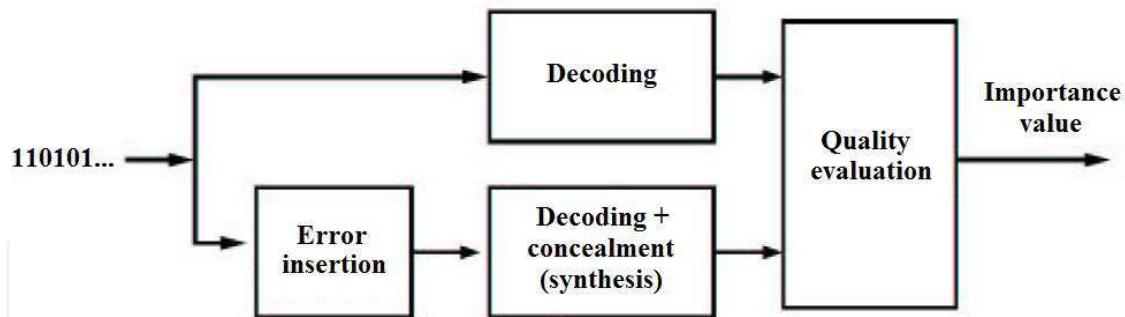 110101...
Decoding
Error
insertion
Decoding +
concealment
(synthesis)
Quality
evaluation
Importance
value